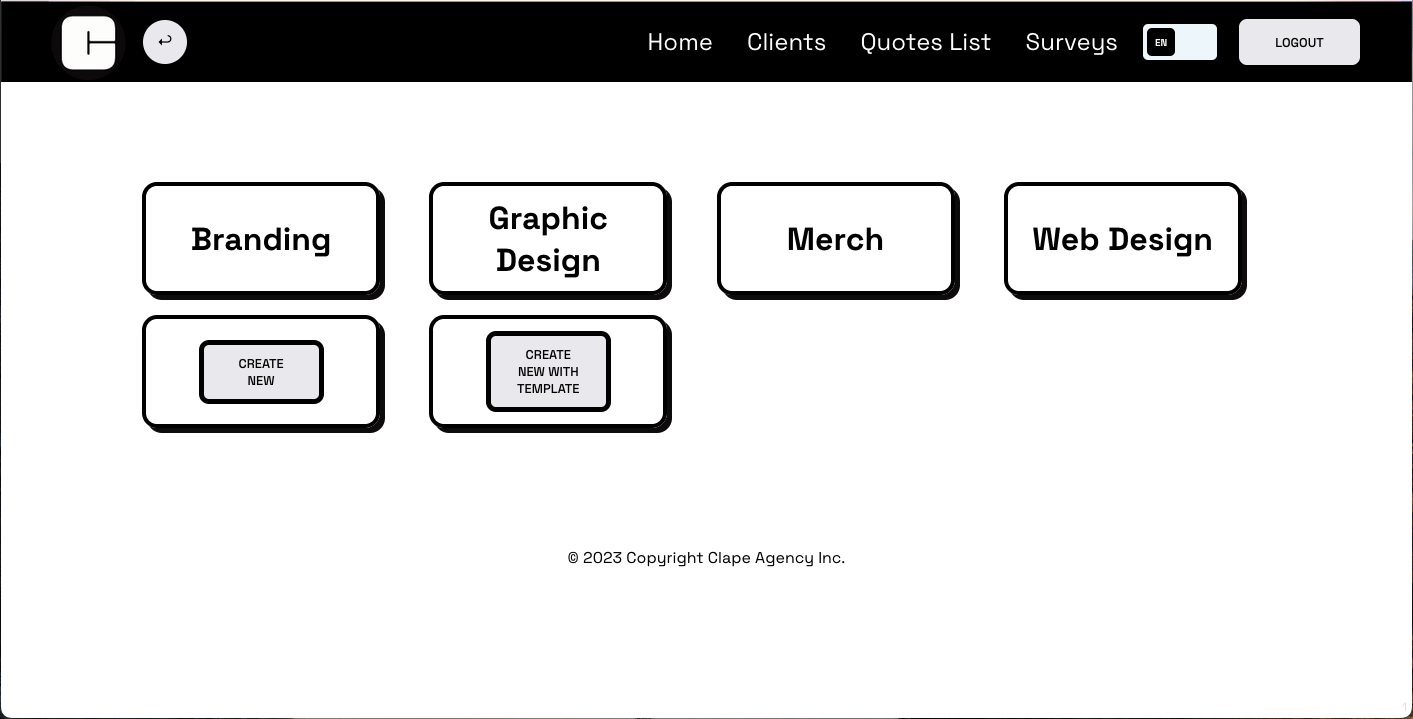 Home Clients Quotes List Surveys EN LOGOUT
Branding
Graphic
Design
Merch
Web Design
CREATE
NEW
CREATE
NEW WITH
TEMPLATE
© 2023 Copyright Clape Agency Inc.
1